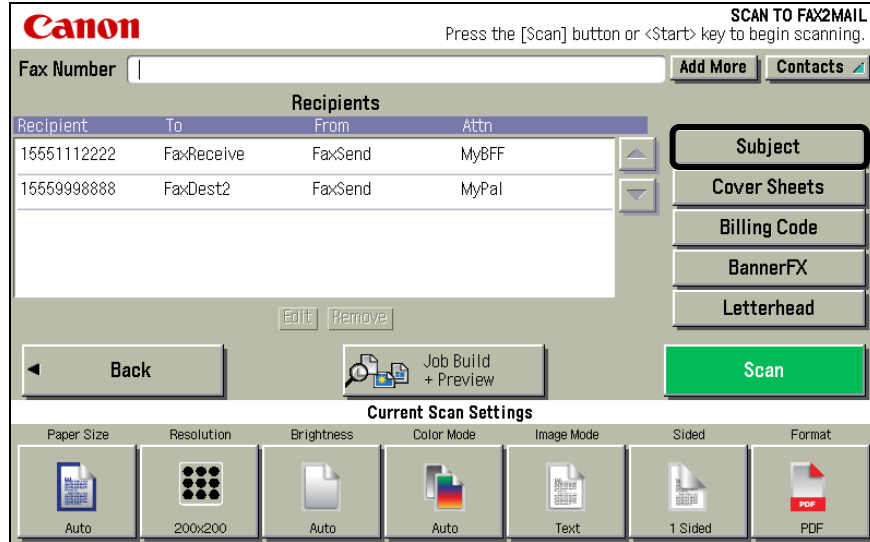 Canon
SCAN TO FAX2MAIL
Press the [Scan] button or <Start> key to begin scanning.
Fax Number
Add More
Contacts
Recipients
Recipient To From Attn
15551112222 FaxReceive FaxSend MyBFF
15559998888 FaxDest2 FaxSend MyPal
Subject
Cover Sheets
Billing Code
BannerFX
Letterhead
Edit Remove
Back
Job Build
+ Preview
Scan
Current Scan Settings
Paper Size Resolution Brightness Color Mode Image Mode Sided Format
PDF
Auto 200x200 Auto Auto Text 1 Sided PDF